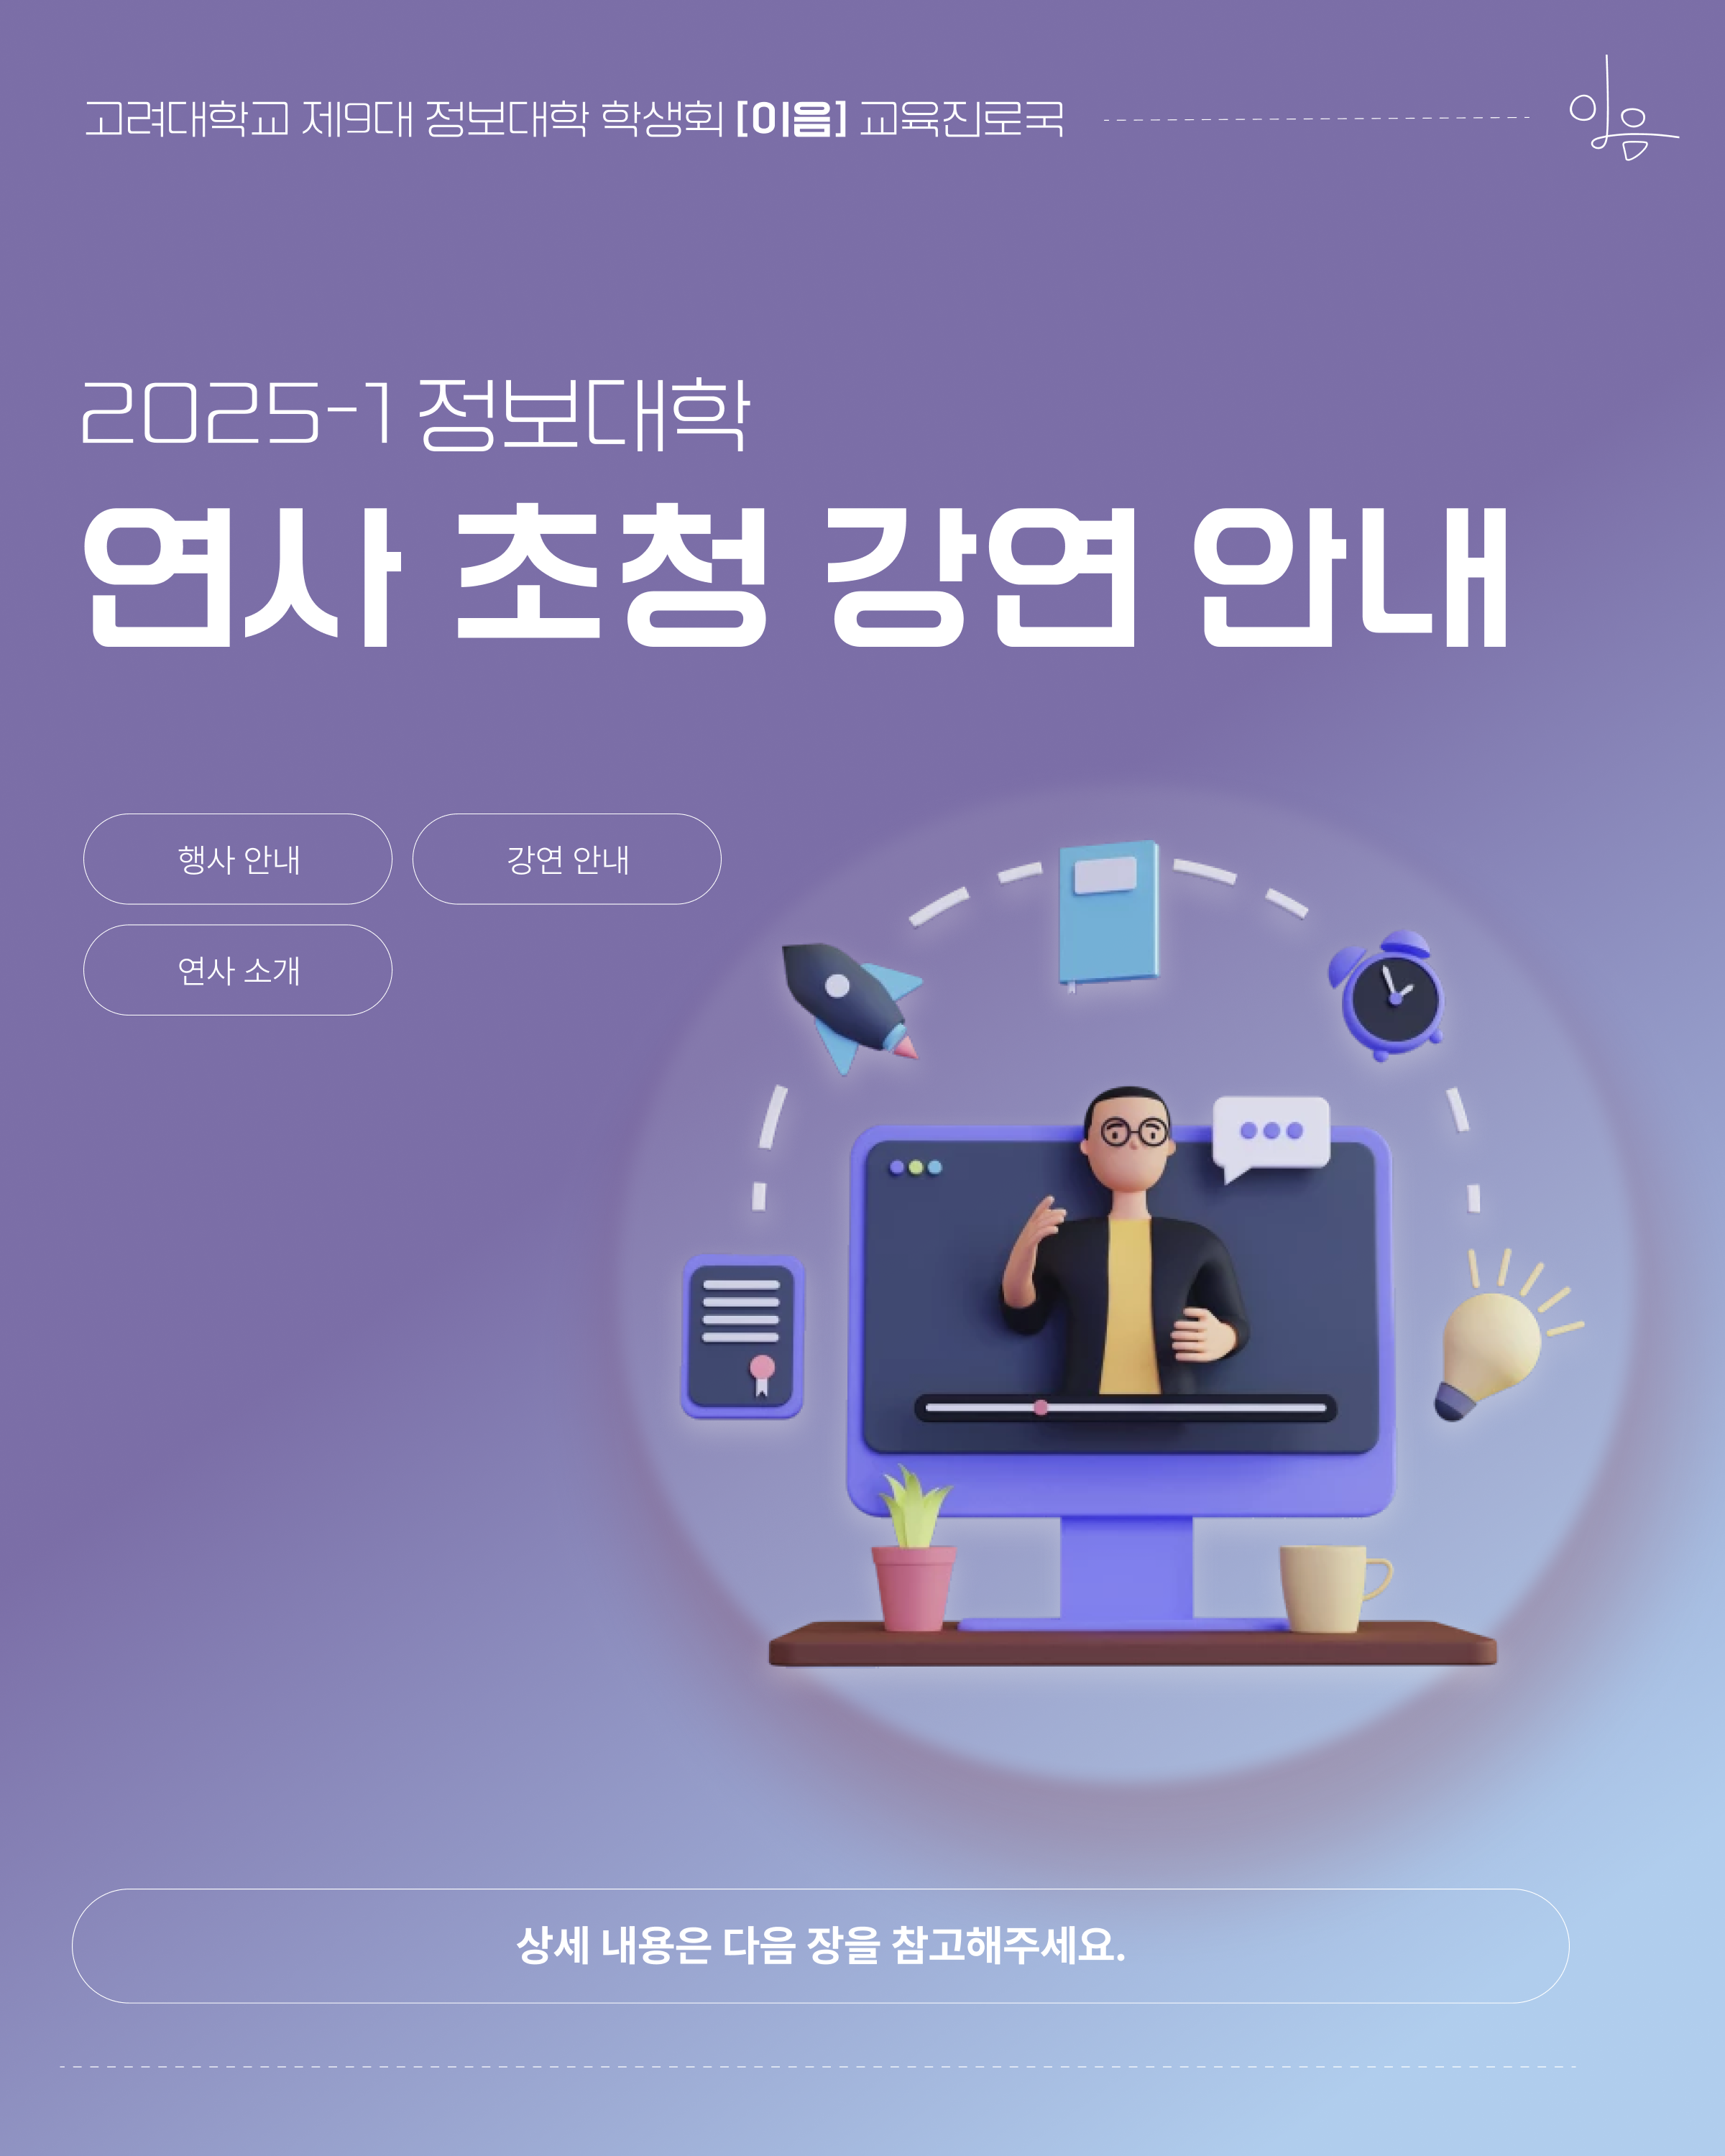 고려대학교 제9대 정보대학 학생회 [이음] 교육진로국
이음
2025-1 정보대학
연사 초청 강연 안내
행사 안내
강연 안내
연사 소개
상세 내용은 다음 장을 참고해주세요.